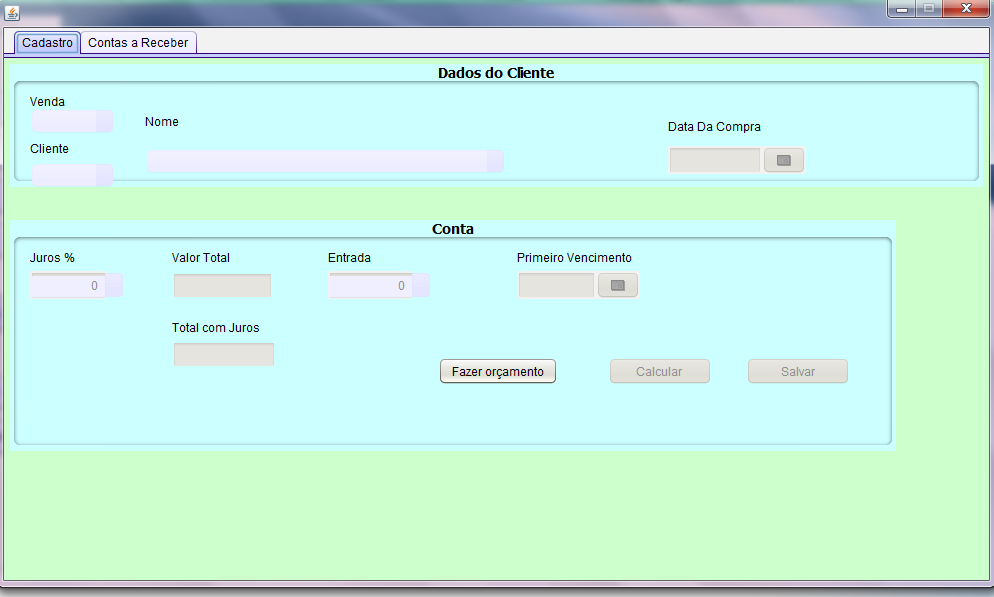 Cadastro
Contas a Receber
Dados do Cliente
Venda
Nome
Data Da Compra
Cliente
Conta
Juros %
Valor Total
Entrada
Primeiro Vencimento
0
0
Total com Juros
Fazer orçamento
Calcular
Salvar